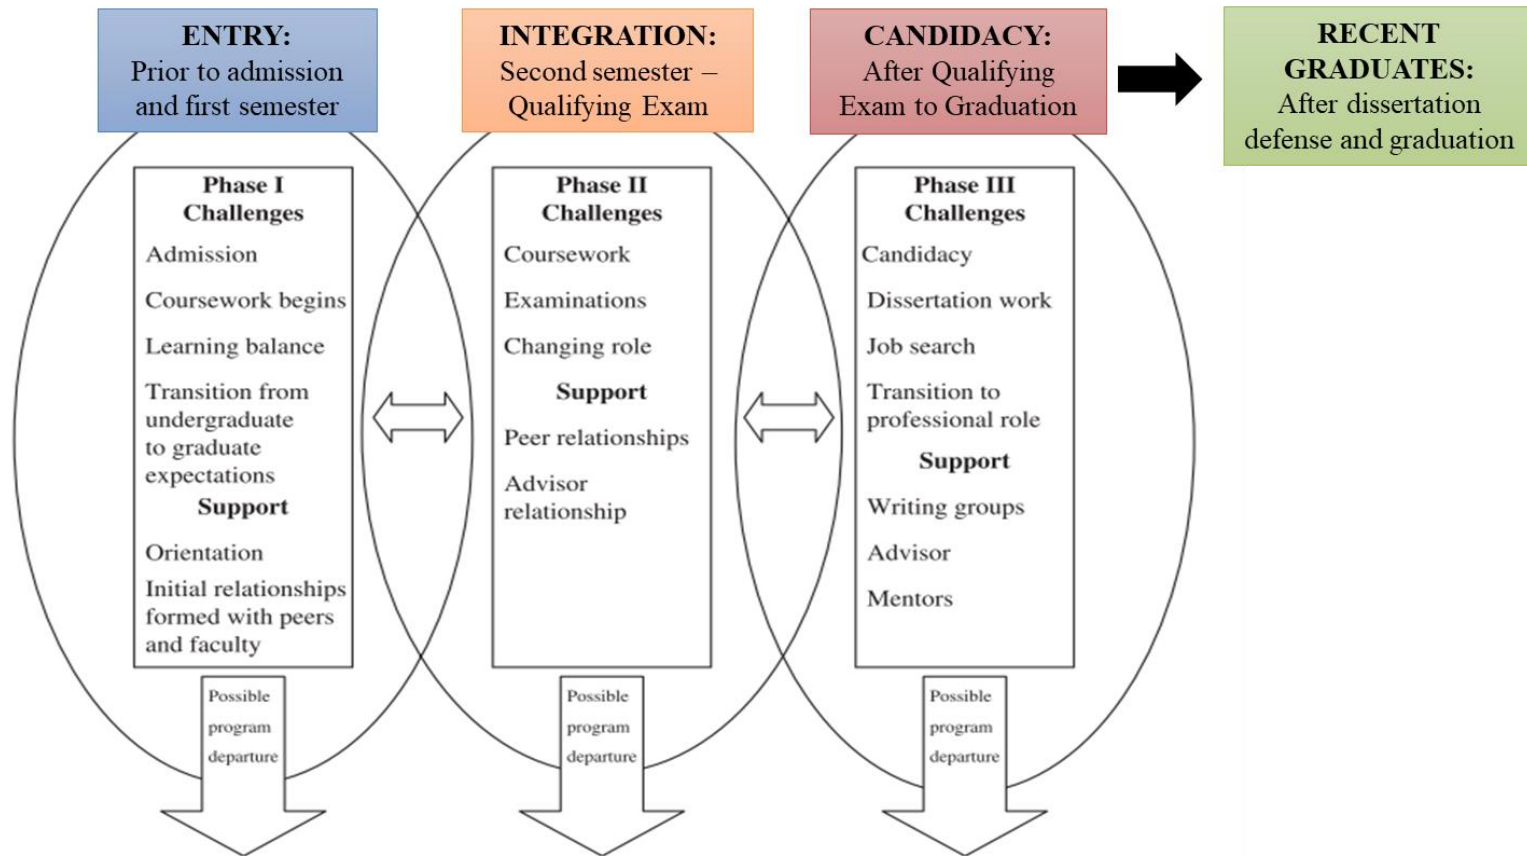 ENTRY:
Prior to admission
and first semester
INTEGRATION:
Second semester –
Qualifying Exam
CANDIDACY:
After Qualifying
Exam to Graduation
RECENT
GRADUATES:
After dissertation
defense and graduation
Phase I
Challenges
Admission
Coursework begins
Learning balance
Transition from
undergraduate
to graduate
expectations
Support
Orientation
Initial relationships
formed with peers
and faculty
Possible
program
departure
Phase II
Challenges
Coursework
Examinations
Changing role
Support
Peer relationships
Advisor
relationship
Possible
program
departure
Phase III
Challenges
Candidacy
Dissertation work
Job search
Transition to
professional role
Support
Writing groups
Advisor
Mentors
Possible
program
departure